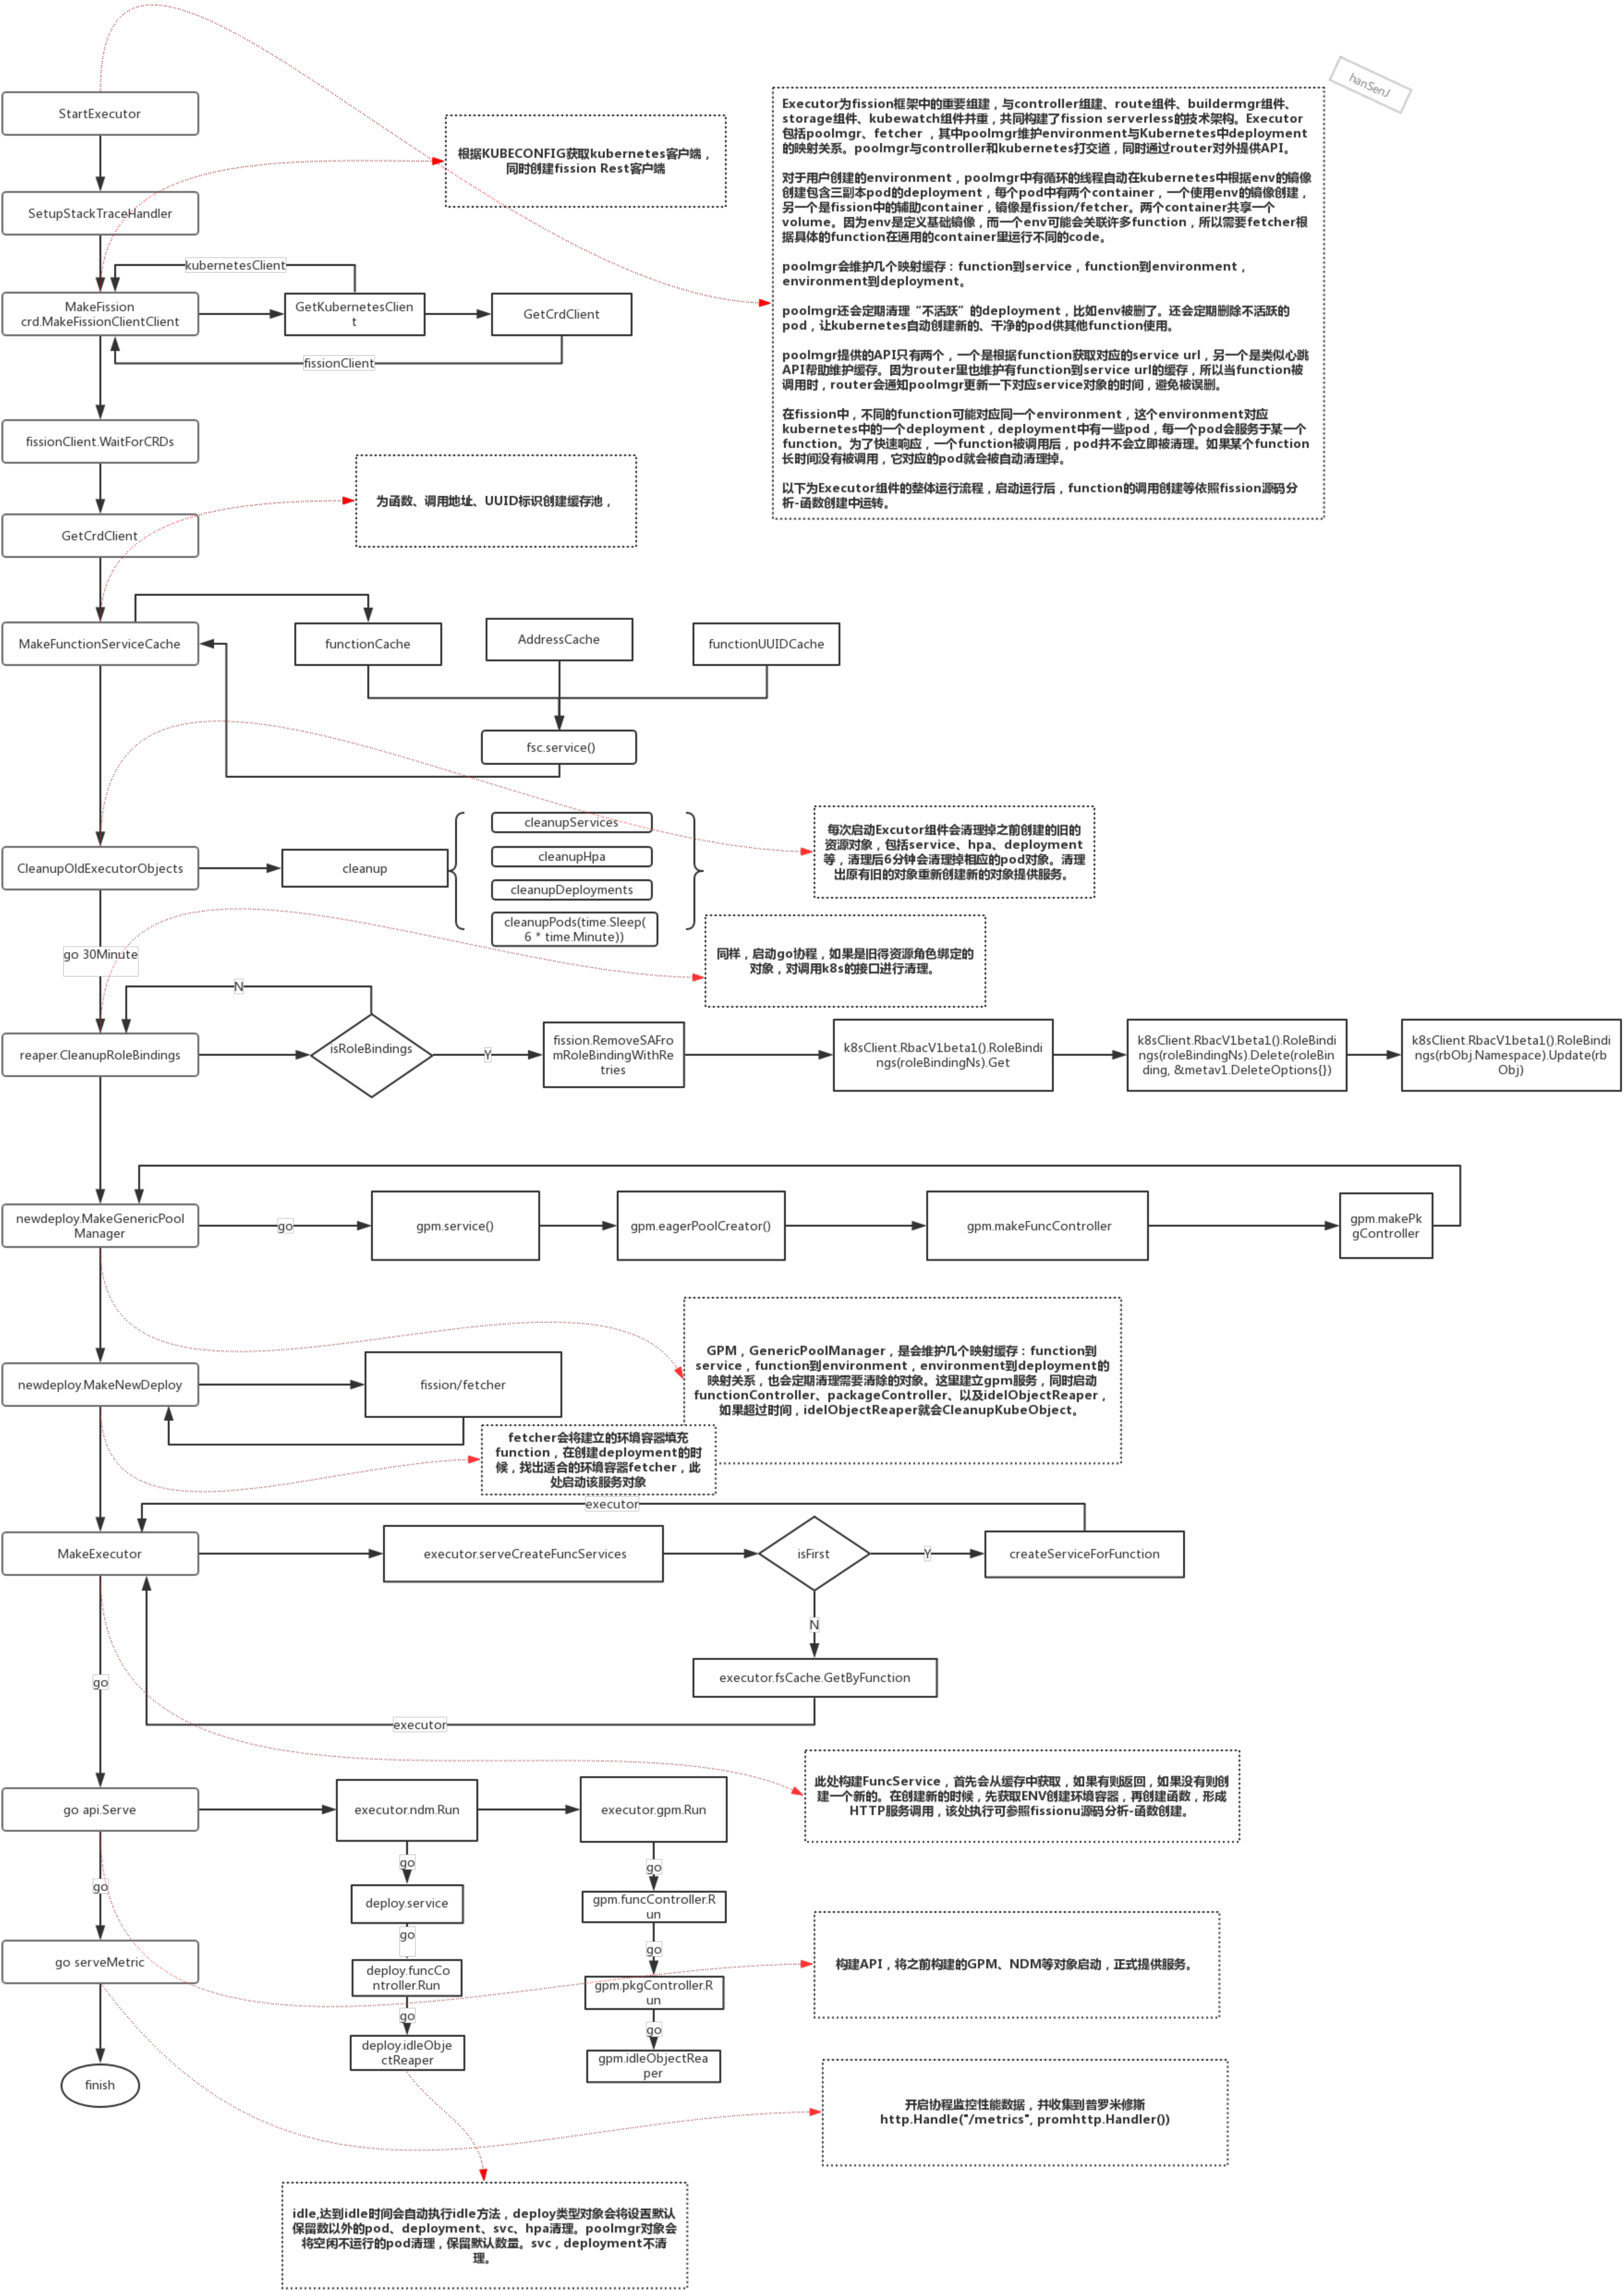 hanSenJ
StartExecutor
Executor为fission框架中的重要组建，与controller组建、route组件、buildermgr组件、
storage组件、kubewatch组件并重，共同构建了fission serverless的技术架构。Executor
包括poolmgr、fetcher ，其中poolmgr维护environment与Kubernetes中deployment
的映射关系。poolmgr与controller和kubernetes打交道，同时通过router对外提供API。
对于用户创建的environment，poolmgr中有循环的线程自动在kubernetes中根据env的镜像
创建包含三副本pod的deployment，每个pod中有两个container，一个使用env的镜像创建，
另一个是fission中的辅助container，镜像是fission/fetcher。两个container共享一个
volume。因为env是定义基础镜像，而一个env可能会关联许多function，所以需要fetcher根
据具体的function在通用的container里运行不同的code。
poolmgr会维护几个映射缓存：function到service，function到environment，
environment到deployment。
poolmgr还会定期清理“不活跃”的deployment，比如env被删了。还会定期删除不活跃的
pod，让kubernetes自动创建新的、干净的pod供其他function使用。
poolmgr提供的API只有两个，一个是根据function获取对应的service url，另一个是类似心跳
API帮助维护缓存。因为router里也维护有function到service url的缓存，所以当function被
调用时，router会通知poolmgr更新一下对应service对象的时间，避免被误删。
在fission中，不同的function可能对应同一个environment，这个environment对应
kubernetes中的一个deployment，deployment中有一些pod，每一个pod会服务于某一个
function。为了快速响应，一个function被调用后，pod并不会立即被清理。如果某个function
长时间没有被调用，它对应的pod就会被自动清理掉。
以下为Executor组件的整体运行流程，启动运行后，function的调用创建等依照fission源码分
析-函数创建中运转。
根据KUBECONFIG获取kubernetes客户端，
同时创建fission Rest客户端
SetupStackTraceHandler
kubernetesClient
MakeFission
crd.MakeFissionClientClient
GetKubernetesClien
t
GetCrdClient
fissionClient
fissionClient.WaitForCRDs
为函数、调用地址、UUID标识创建缓存池，
GetCrdClient
MakeFunctionServiceCache
functionCache
AddressCache
functionUUIDCache
fsc.service()
CleanupOldExecutorObjects
cleanup
cleanupServices
cleanupHpa
cleanupDeployments
cleanupPods(time.Sleep(
6 * time.Minute))
每次启动Excutor组件会清理掉之前创建的旧的
资源对象，包括service、hpa、deployment
等，清理后6分钟会清理掉相应的pod对象。清理
出原有旧的对象重新创建新的对象提供服务。
go 30Minute
同样，启动go协程，如果是旧得资源角色绑定的
对象，对调用k8s的接口进行清理。
N
reaper.CleanupRoleBindings
isRoleBindings
Y
fission.RemoveSAFro
mRoleBindingWithRe
tries
k8sClient.RbacV1beta1().RoleBindi
ngs(roleBindingNs).Get
k8sClient.RbacV1beta1().RoleBindi
ngs(roleBindingNs).Delete(roleBin
ding, &metav1.DeleteOptions{})
k8sClient.RbacV1beta1().RoleBindi
ngs(rbObj.Namespace).Update(rb
Obj)
newdeploy.MakeGenericPool
Manager
go
gpm.service()
gpm.eagerPoolCreator()
gpm.makeFuncController
gpm.makePk
gController
GPM，GenericPoolManager，是会维护几个映射缓存：function到
service，function到environment，environment到deployment的
映射关系，也会定期清理需要清除的对象。这里建立gpm服务，同时启动
functionController、packageController、以及idelObjectReaper，
如果超过时间，idelObjectReaper就会CleanupKubeObject。
newdeploy.MakeNewDeploy
fission/fetcher
fetcher会将建立的环境容器填充
function，在创建deployment的时
候，找出适合的环境容器fetcher，此
处启动该服务对象
executor
MakeExecutor
executor.serveCreateFuncServices
isFirst
Y
createServiceForFunction
N
executor.fsCache.GetByFunction
go
executor
此处构建FuncService，首先会从缓存中获取，如果有则返回，如果没有则创
建一个新的。在创建新的时候，先获取ENV创建环境容器，再创建函数，形成
HTTP服务调用，该处执行可参照fissionu源码分析-函数创建。
go api.Serve
executor.ndm.Run
executor.gpm.Run
go
go
go
deploy.service
gpm.funcController.R
un
go
go
构建API，将之前构建的GPM、NDM等对象启动，正式提供服务。
go serveMetric
deploy.funcCo
ntroller.Run
gpm.pkgController.R
un
go
go
deploy.idleObje
ctReaper
gpm.idleObjectRea
per
finish
开启协程监控性能数据，并收集到普罗米修斯
http.Handle("/metrics", promhttp.Handler())
idle,达到idle时间会自动执行idle方法，deploy类型对象会将设置默认
保留数以外的pod、deployment、svc、hpa清理。poolmgr对象会
将空闲不运行的pod清理，保留默认数量。svc，deployment不清
理。